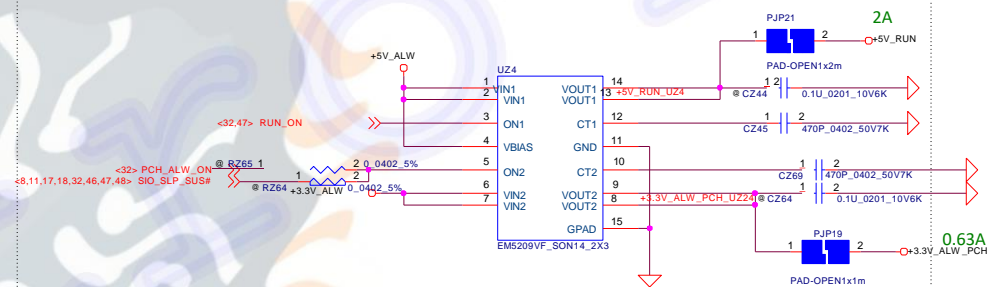 PJP21
2A
1 2
+5V_RUN
PAD-OPEN1x2m
+5V_ALW
UZ4
1 VIN1 VOUT1 14
2 VIN1 VOUT1 13 +5V_RUN_UZ4
@ CZ44 1 2 0.1U_0201_10V6K
<32,47> RUN_ON 3 ON1 CT1 12
1 2
CZ45 470P_0402_50V7K
4 VBIAS GND 11
<32> PCH_ALW_ON @ RZ65 1 2 0_0402_5%
5 ON2 CT2 10
1 2
CZ69 470P_0402_50V7K
<8,11,17,18,32,46,47,48> SIO_SLP_SUS# @ RZ64 1 2 0_0402_5%
+3.3V_ALW
6 VIN2 VOUT2 9
7 VIN2 VOUT2 8 +3.3V_ALW_PCH_UZ24
@ CZ64 1 2 0.1U_0201_10V6K
GPAD 15
EM5209VF_SON14_2X3
PJP19
0.63A
1 2
+3.3V_ALW_PCH
PAD-OPEN1x1m